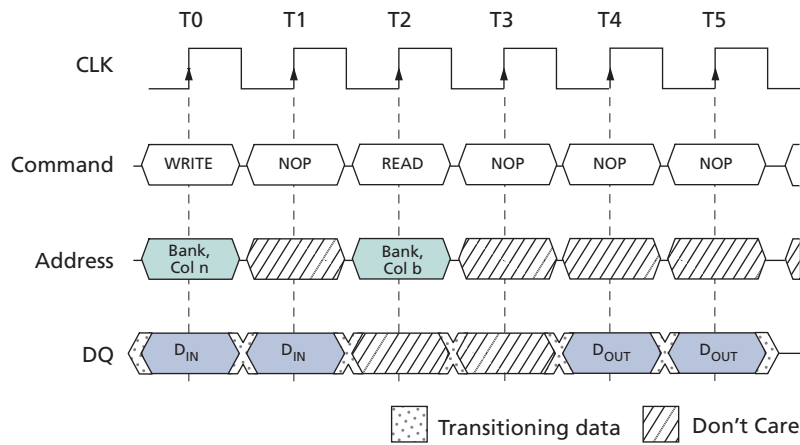 T0 T1 T2 T3 T4 T5
CLK
Command WRITE NOP READ NOP NOP NOP
Address Bank, Col n Bank, Col b
DQ DIN DIN DOUT DOUT
Transitioning data Don't Care